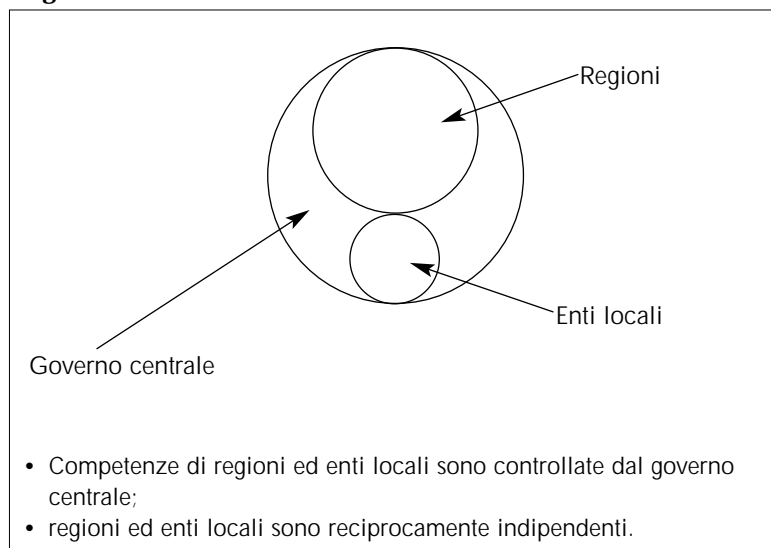 Regioni
Enti locali
Governo centrale
• Competenze di regioni ed enti locali sono controllate dal governo
centrale;
• regioni ed enti locali sono reciprocamente indipendenti.